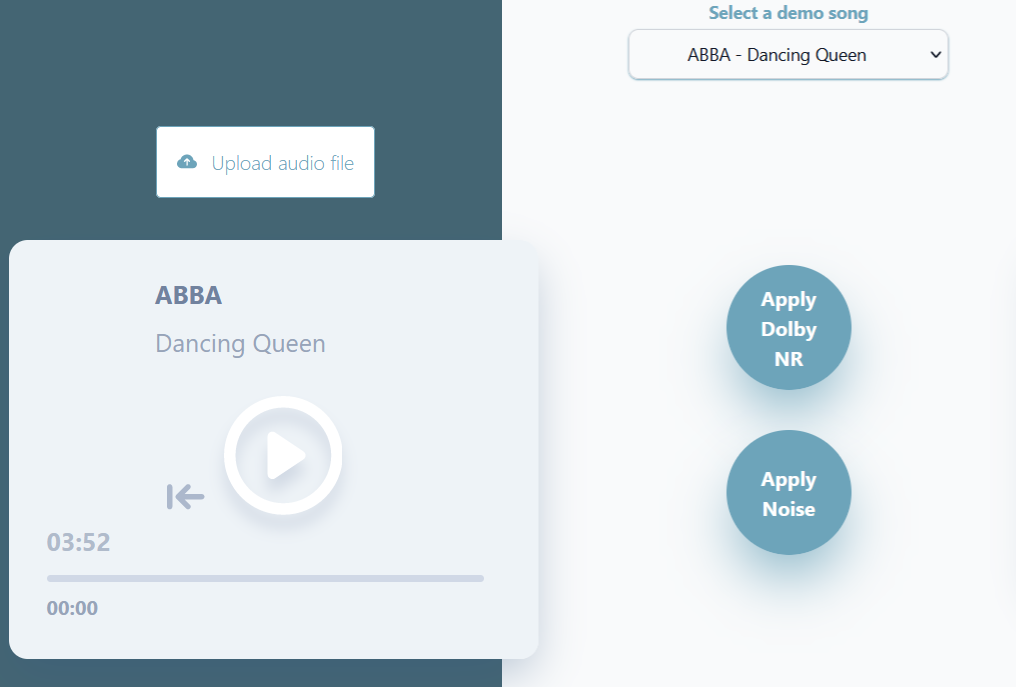 Select a demo song
ABBA - Dancing Queen
Upload audio file
ABBA
Dancing Queen
03:52
00:00
Apply
Dolby
NR
Apply
Noise